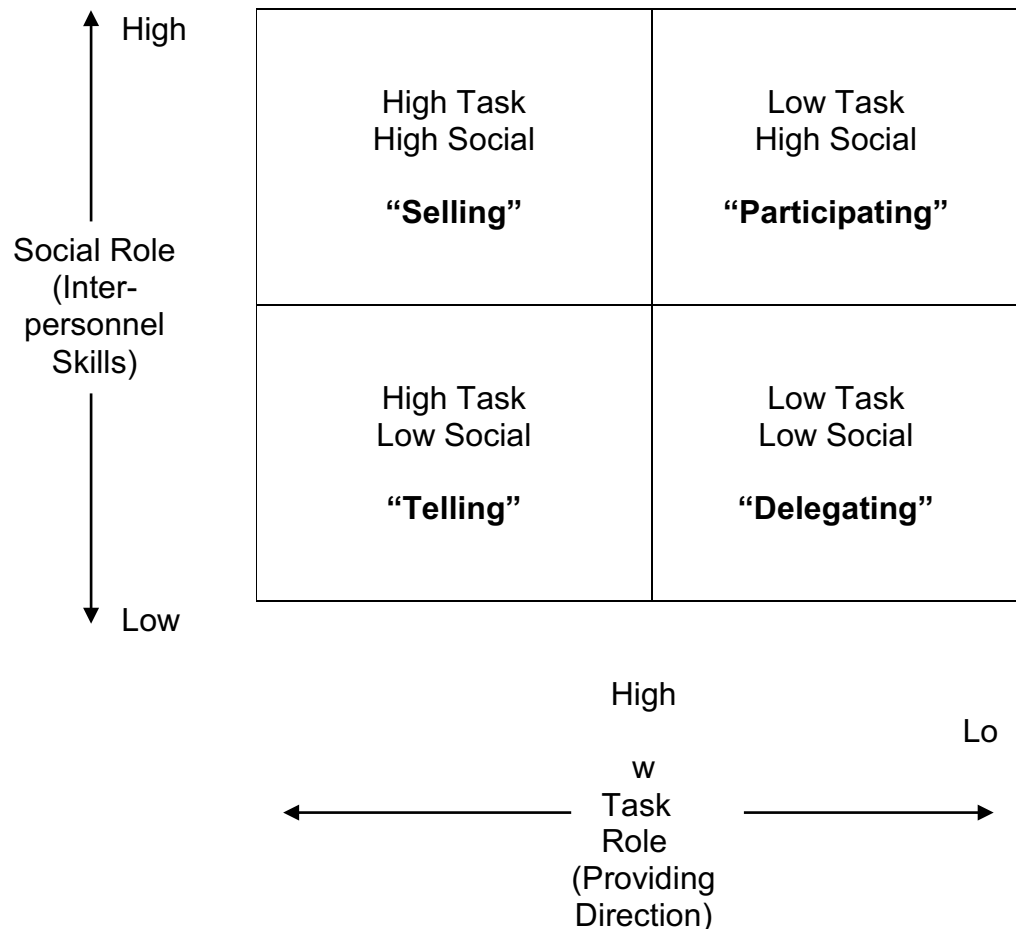 High
High Task
High Social
“Selling”
Low Task
High Social
“Participating”
Social Role
(Inter-
personnel
Skills)
High Task
Low Social
“Telling”
Low Task
Low Social
“Delegating”
Low
High
Lo
w
Task
Role
(Providing
Direction)